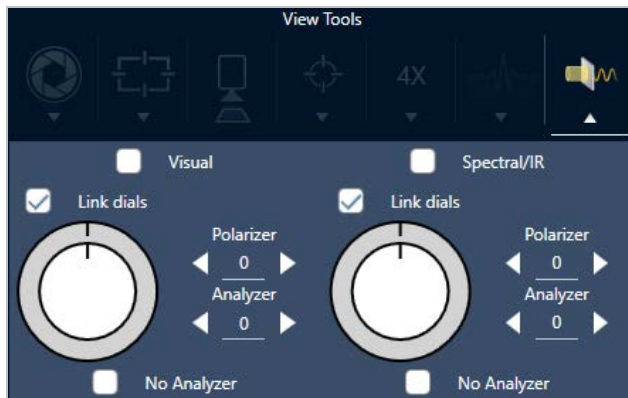 View Tools
4X
Visual
Spectral/IR
Link dials
Link dials
Polarizer
0
Analyzer
0
Polarizer
0
Analyzer
0
No Analyzer
No Analyzer